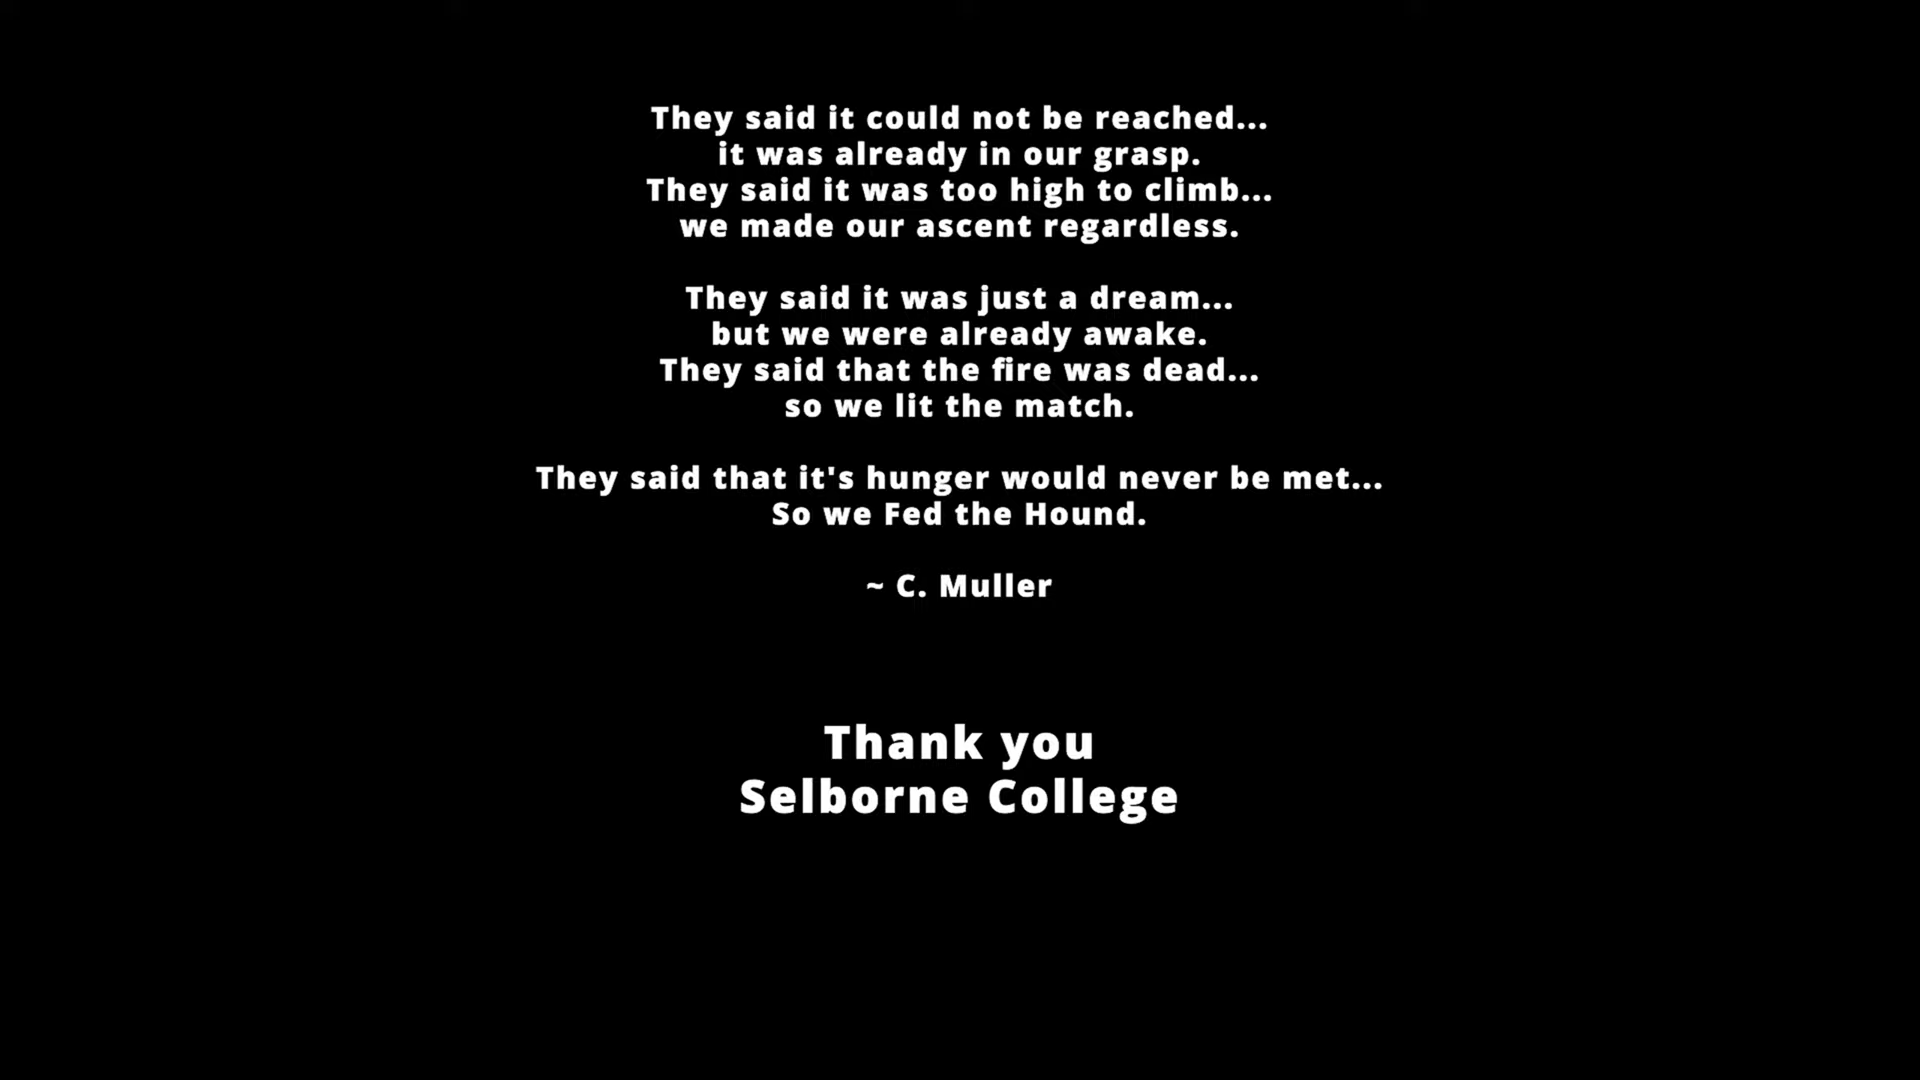 They said it could not be reached...
it was already in our grasp.
They said it was too high to climb...
we made our ascent regardless.
They said it was just a dream...
but we were already awake.
They said that the fire was dead...
so we lit the match.
They said that it's hunger would never be met...
So we Fed the Hound.
~ C. Muller
Thank you
Selborne College